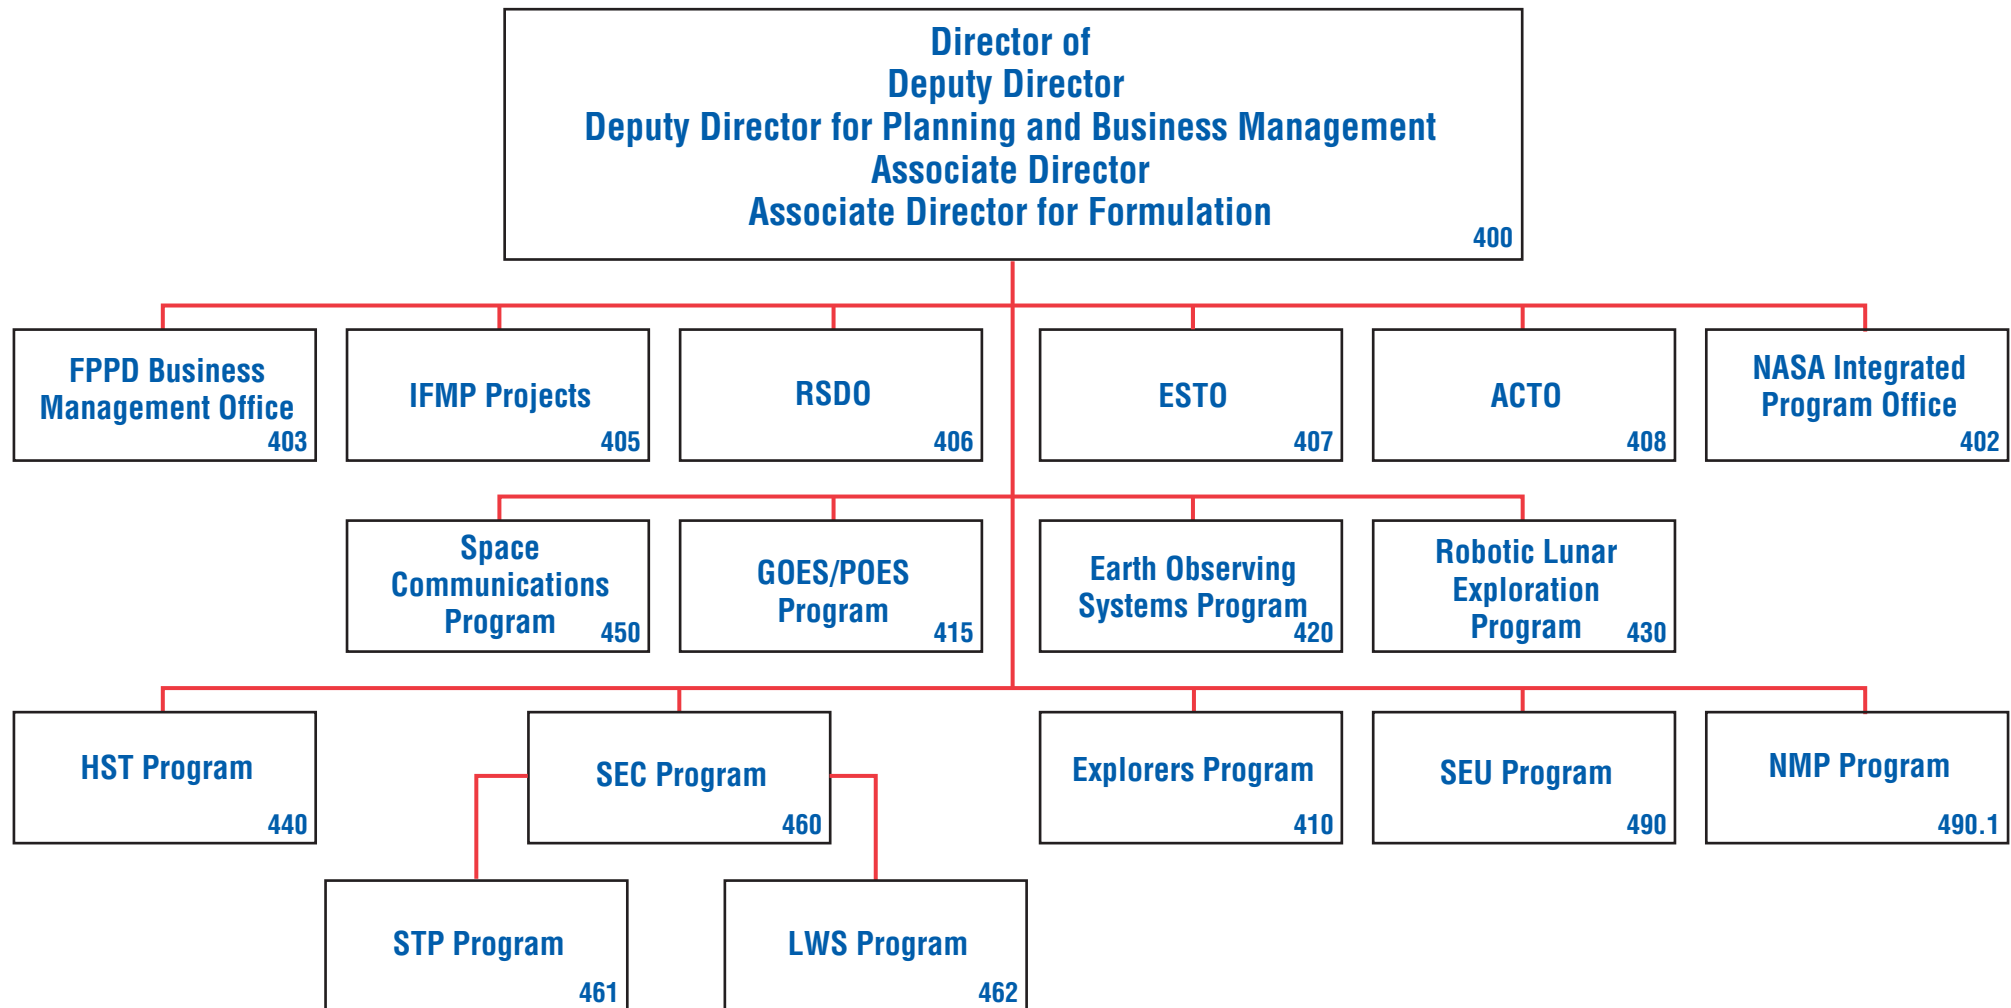 Director of
Deputy Director
Deputy Director for Planning and Business Management
Associate Director
Associate Director for Formulation
400
FPPD Business
Management Office
403
IFMP Projects
405
RSDO
406
ESTO
407
ACTO
408
NASA Integrated
Program Office
402
Space
Communications
Program
450
GOES/POES
Program
415
Earth Observing
Systems Program
420
Robotic Lunar
Exploration
Program
430
HST Program
440
SEC Program
460
Explorers Program
410
SEU Program
490
NMP Program
490.1
STP Program
461
LWS Program
462